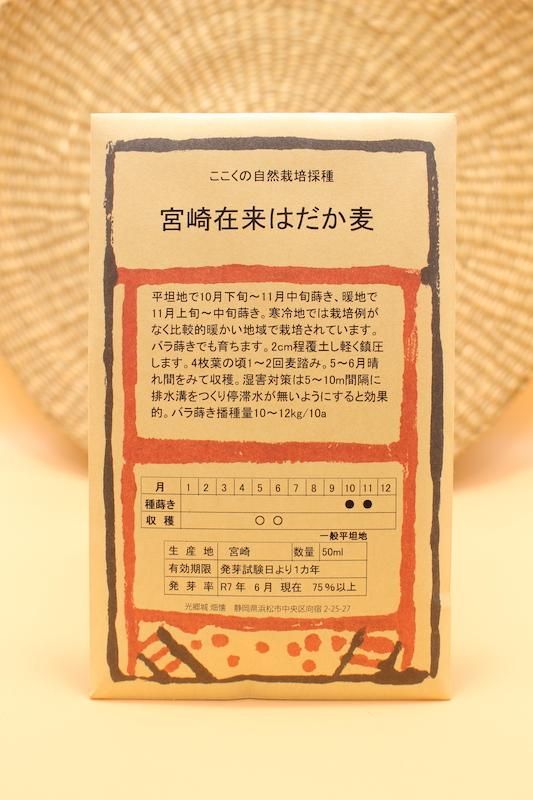 ここくの自然栽培採種
宮崎在来はだか麦
平坦地で10月下旬〜11月中旬蒔き、暖地で
11月上旬〜中旬蒔き。寒冷地では栽培例が
なく比較的暖かい地域で栽培されています。
バラ蒔きでも育ちます。2cm程覆土し軽く鎮圧
します。4枚葉の頃1〜2回麦踏み。5〜6月晴
れ間をみて収穫。湿害対策は5〜10m間隔に
排水溝をつくり停滞水が無いようにすると効果
的。バラ蒔き播種量10〜12kg/10a
月 1 2 3 4 5 6 7 8 9 10 11 12
種蒔き ● ●
収穫 ○ ○
一般平坦地
生産地 宮崎 数量 50ml
有効期限 発芽試験日より1カ年
発芽率 R7年 6月 現在 75%以上
光郷城 畑懐 静岡県浜松市中央区向宿 2-25-27